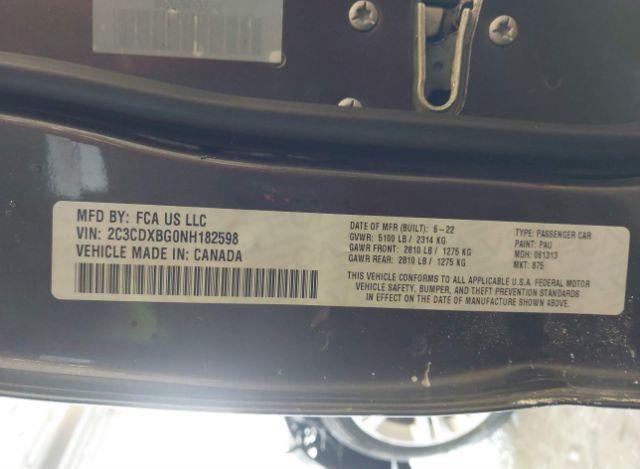 MFD BY: FCA US LLC
VIN: 2C3CDXBG0NH182598
VEHICLE MADE IN: CANADA
DATE OF MFR (BUILT): 6-22
GVWR: 5100 LB / 2314 KG
GAWR FRONT: 2810 LB / 1275 KG
GAWR REAR: 2810 LB / 1275 KG
TYPE: PASSENGER CAR
PAINT: PAU
MDH: 061313
MKT: 875
THIS VEHICLE CONFORMS TO ALL APPLICABLE U.S.A. FEDERAL MOTOR
VEHICLE SAFETY, BUMPER, AND THEFT PREVENTION STANDARDS
IN EFFECT ON THE DATE OF MANUFACTURE SHOWN ABOVE.